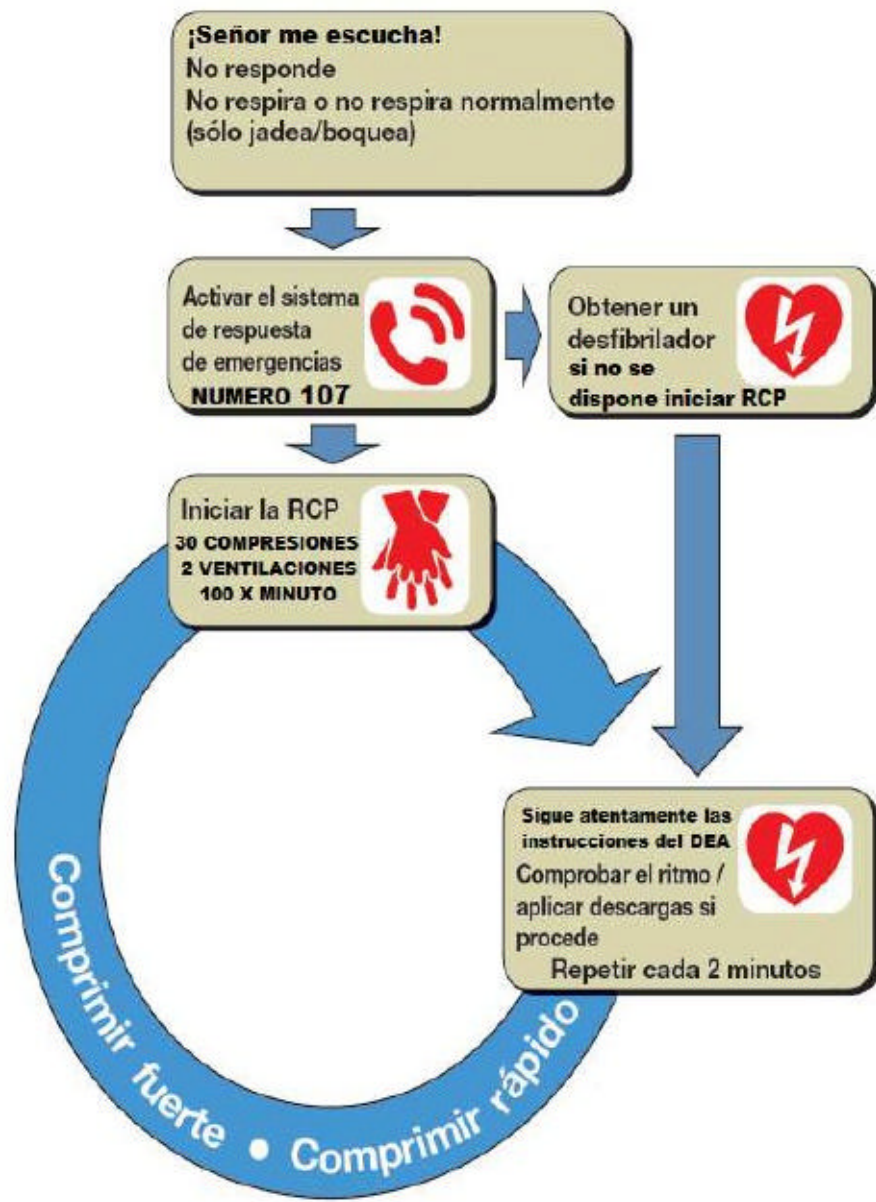 ¡Señor me escucha!
No responde
No respira o no respira normalmente
(sólo jadea/boquea)
Activar el sistema
de respuesta
de emergencias
NUMERO 107
Obtener un
desfibrilador
si no se
dispone iniciar RCP
Iniciar la RCP
30 COMPRESIONES
2 VENTILACIONES
100 X MINUTO
Sigue atentamente las
instrucciones del DEA
Comprobar el ritmo /
aplicar descargas si
procede
Repetir cada 2 minutos
Comprimir fuerte • Comprimir rápido